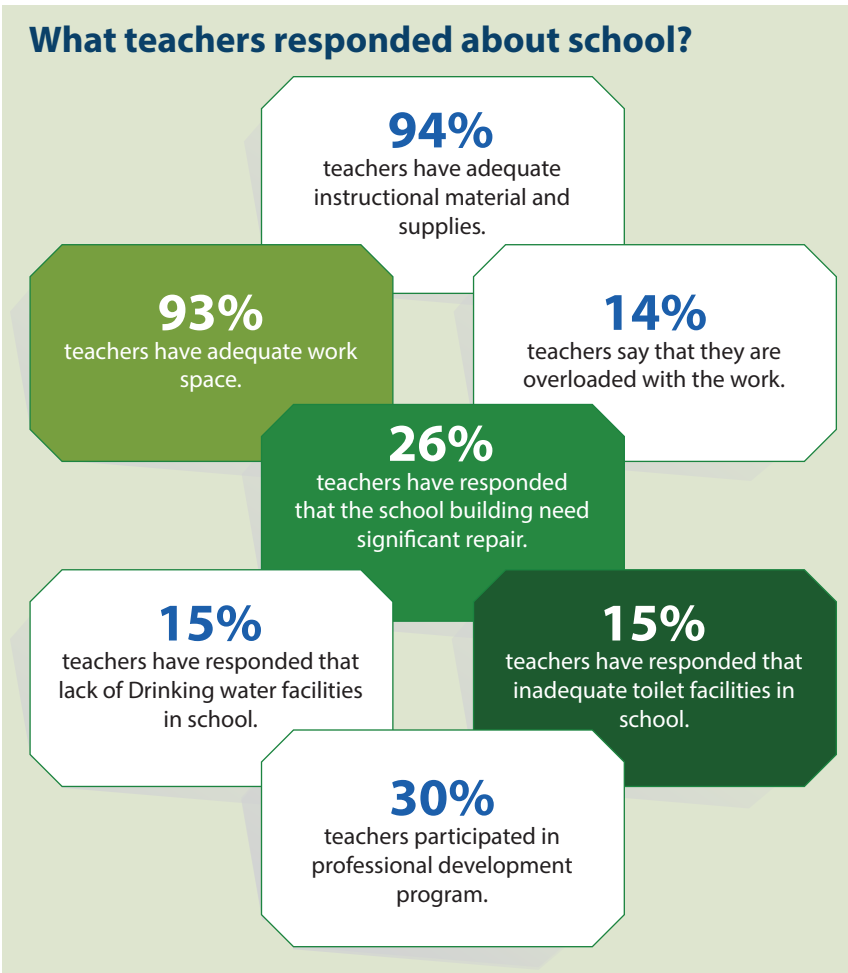 What teachers responded about school?
94%
teachers have adequate
instructional material and
supplies.
93%
teachers have adequate work
space.
14%
teachers say that they are
overloaded with the work.
26%
teachers have responded
that the school building need
significant repair.
15%
teachers have responded that
lack of Drinking water facilities
in school.
15%
teachers have responded that
inadequate toilet facilities in
school.
30%
teachers participated in
professional development
program.